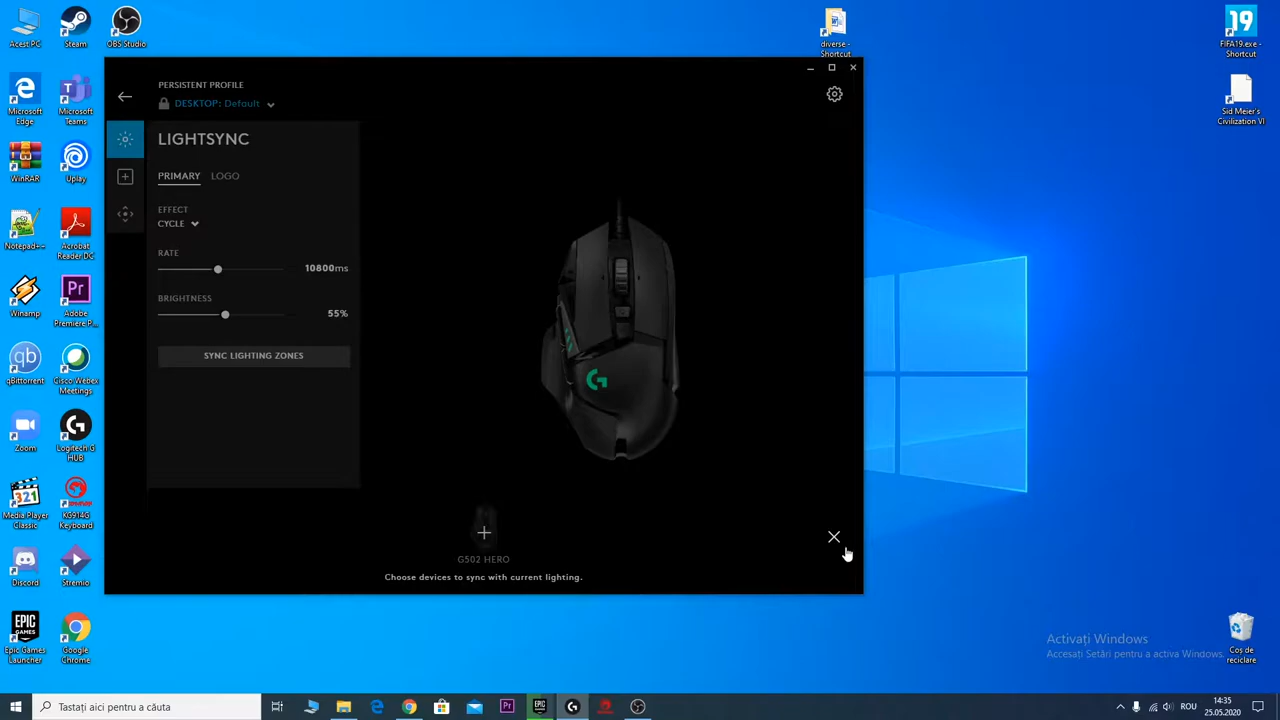 Acest PC
Steam
OBS Studio
diverse -
Shortcut
FIFA19.exe -
Shortcut
Microsoft
Edge
Microsoft
Teams
Sid Meier's
Civilization VI
WinRAR
Uplay
Notepad++
Acrobat
Reader DC
Winamp
Adobe
Premiere P...
qBittorrent
Cisco Webex
Meetings
Zoom
Logitech G
HUB
Media Player
Classic
KG914G
Keyboard
Discord
Stremio
Epic Games
Launcher
Google
Chrome
Coș de
reciclare
PERSISTENT PROFILE
DESKTOP: Default
LIGHTSYNC
PRIMARY LOGO
EFFECT
CYCLE
RATE
10800ms
BRIGHTNESS
55%
SYNC LIGHTING ZONES
G502 HERO
Choose devices to sync with current lighting.
Activați Windows
Accesați Setări pentru a activa Windows.
Tastați aici pentru a căuta
ROU
14:35
25.05.2020